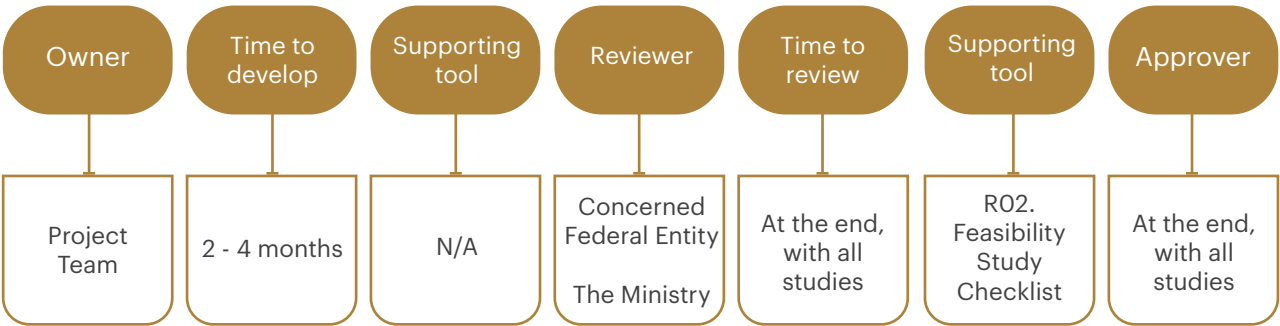 Owner
Time to
develop
Supporting
tool
Reviewer
Time to
review
Supporting
tool
Approver
Project
Team
2 - 4 months
N/A
Concerned
Federal Entity
The Ministry
At the end,
with all
studies
R02.
Feasibility
Study
Checklist
At the end,
with all
studies